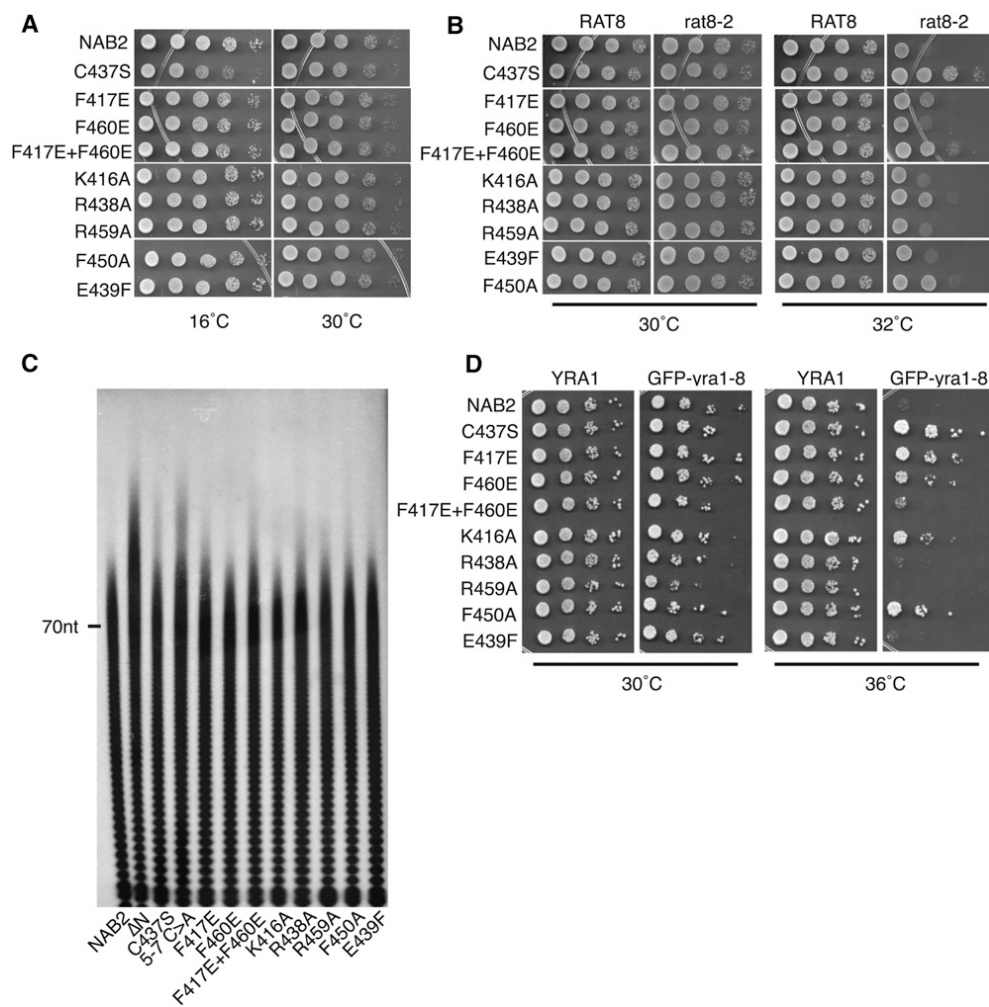 A
NAB2
C437S
F417E
F460E
F417E+F460E
K416A
R438A
R459A
F450A
E439F
16˚C
30˚C
B
RAT8
rat8-2
RAT8
rat8-2
NAB2
C437S
F417E
F460E
F417E+F460E
K416A
R438A
R459A
E439F
F450A
30˚C
32˚C
C
70nt
NAB2
ΔN
C437S
5-7 C>A
F417E
F460E
F417E+F460E
K416A
R438A
R459A
F450A
E439F
D
YRA1
GFP-yra1-8
YRA1
GFP-yra1-8
NAB2
C437S
F417E
F460E
F417E+F460E
K416A
R438A
R459A
F450A
E439F
30˚C
36˚C